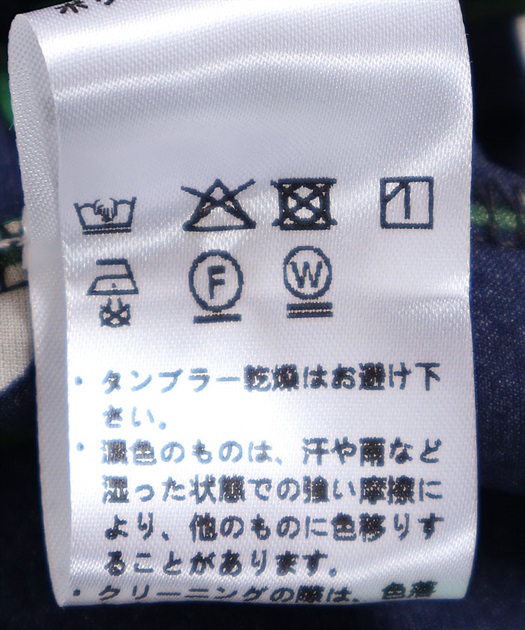 F
W
・タンブラー乾燥はお避け下
さい。
・濃色のものは、汗や雨など
湿った状態での強い摩擦に
より、他のものに色移りす
ることがあります。
・クリーニングの際は、色落